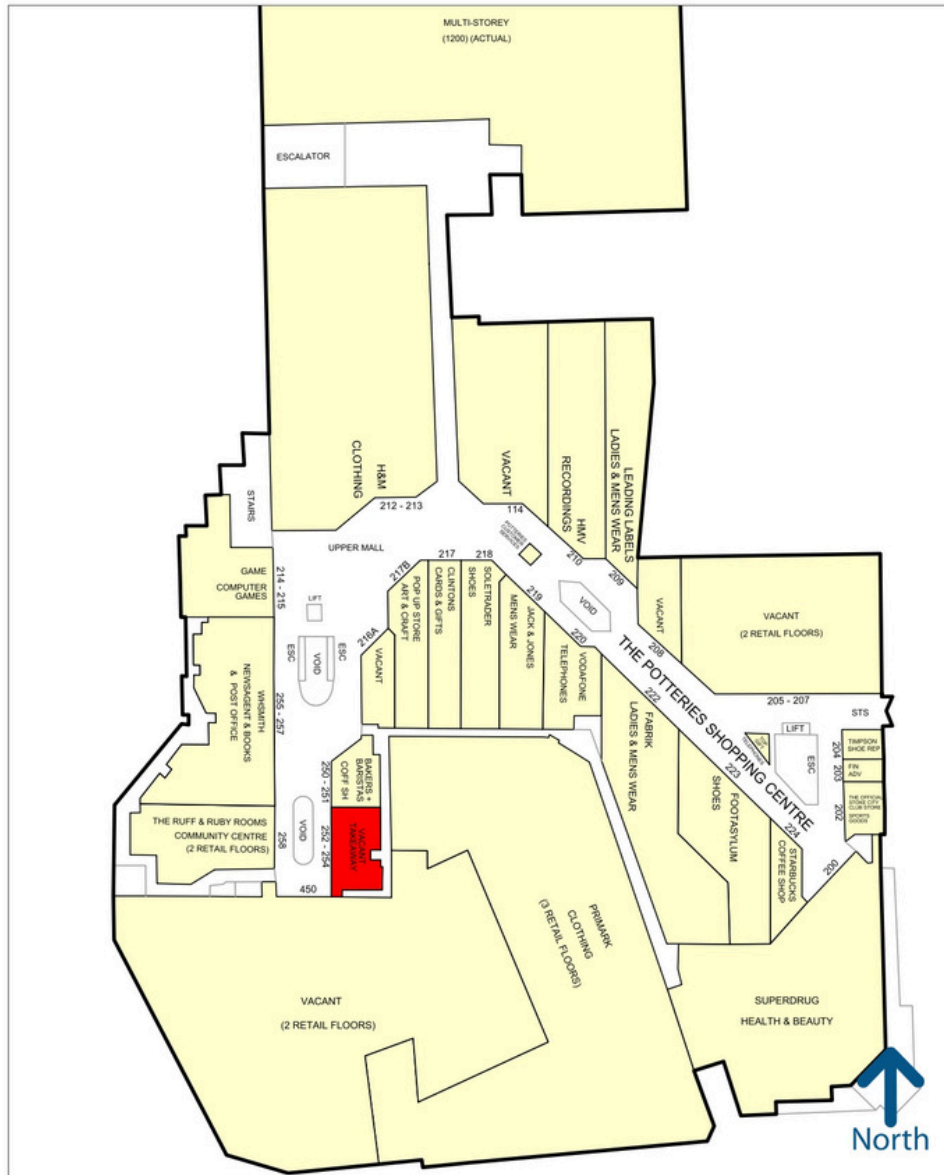 MULTI-STOREY
(1200) (ACTUAL)
ESCALATOR
H&M
CLOTHING
212 - 213
STAIRS
UPPER MALL
GAME
COMPUTER
GAMES
214 - 215
LIFT
ESC
VOID
ESC
WHSMITH
NEWSAGENT & BOOKS
& POST OFFICE
255 - 257
THE RUFF & RUBY ROOMS
COMMUNITY CENTRE
(2 RETAIL FLOORS)
258
VOID
450
BAKERS +
BARISTAS
COFF SH
250 - 251
VACANT
TAKEAWAY
252 - 254
VACANT
216A
POP UP STORE
ART & CRAFT
217B
CLINTONS
CARDS & GIFTS
217
SOLETRADER
SHOES
218
JACK & JONES
MENS WEAR
219
VODAFONE
TELEPHONES
220
VACANT
114
POTTERIES
CUSTOMER
SERVICES
HMV
RECORDINGS
210
LEADING LABELS
LADIES & MENS WEAR
209
VOID
VACANT
208
VACANT
(2 RETAIL FLOORS)
205 - 207
STS
THE POTTERIES SHOPPING CENTRE
FABRIK
LADIES & MENS WEAR
222
FOOTASYLUM
SHOES
223
STARBUCKS
COFFEE SHOP
224
TELEPHONES
LIFT
ESC
TIMPSON
SHOE REP
204
FIN
ADV
203
THE OFFICIAL
STOKE CITY
CLUB STORE
SPORTS
GOODS
202
200
PRIMARK
CLOTHING
(3 RETAIL FLOORS)
VACANT
(2 RETAIL FLOORS)
SUPERDRUG
HEALTH & BEAUTY
North